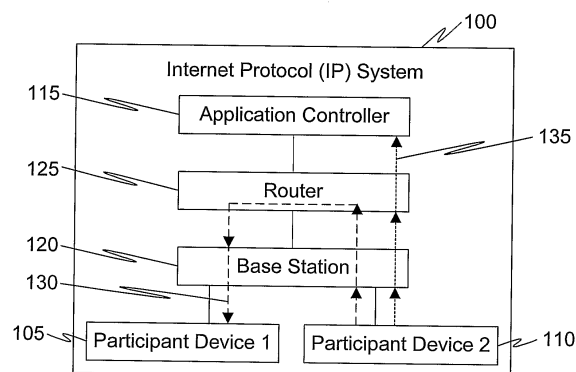 100
Internet Protocol (IP) System
115
Application Controller
135
125
Router
120
Base Station
130
105
Participant Device 1
Participant Device 2
110